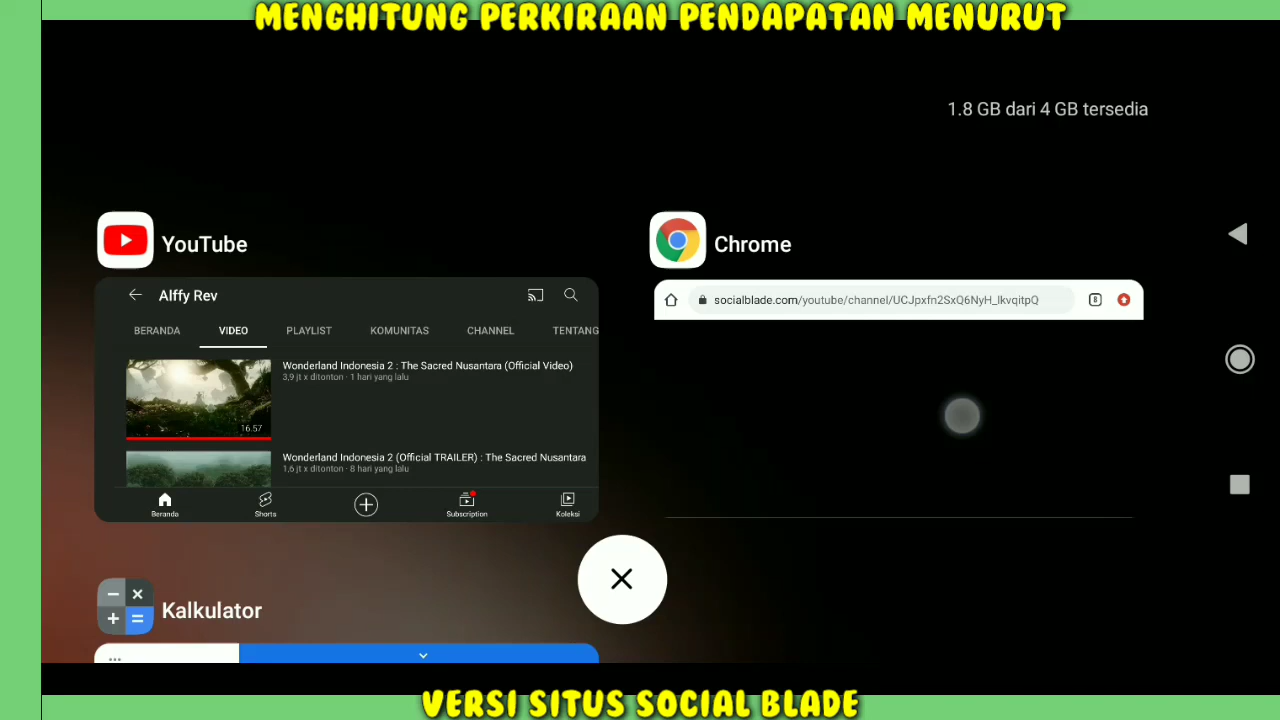 MENGHITUNG PERKIRAAN PENDAPATAN MENURUT
1.8 GB dari 4 GB tersedia
YouTube
Alffy Rev
BERANDA VIDEO PLAYLIST KOMUNITAS CHANNEL TENTANG
Wonderland Indonesia 2 : The Sacred Nusantara (Official Video)
3,9 jt x ditonton · 1 hari yang lalu
16.57
Wonderland Indonesia 2 (Official TRAILER) : The Sacred Nusantara
1,6 jt x ditonton · 8 hari yang lalu
Beranda Shorts Subscription Koleksi
Chrome
socialblade.com/youtube/channel/UCJpxfn2SxQ6NyH_lkvqitpQ
8
Kalkulator
VERSI SITUS SOCIAL BLADE